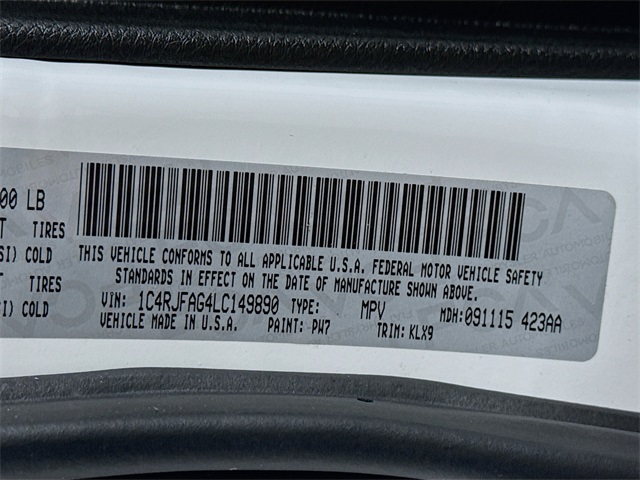 00 LB
TIRES
SI) COLD
TIRES
SI) COLD
THIS VEHICLE CONFORMS TO ALL APPLICABLE U.S.A. FEDERAL MOTOR VEHICLE SAFETY
STANDARDS IN EFFECT ON THE DATE OF MANUFACTURE SHOWN ABOVE.
VIN: 1C4RJFAG4LC149890 TYPE: MPV MDH:091115 423AA
VEHICLE MADE IN U.S.A. PAINT: PW7 TRIM: KLX9